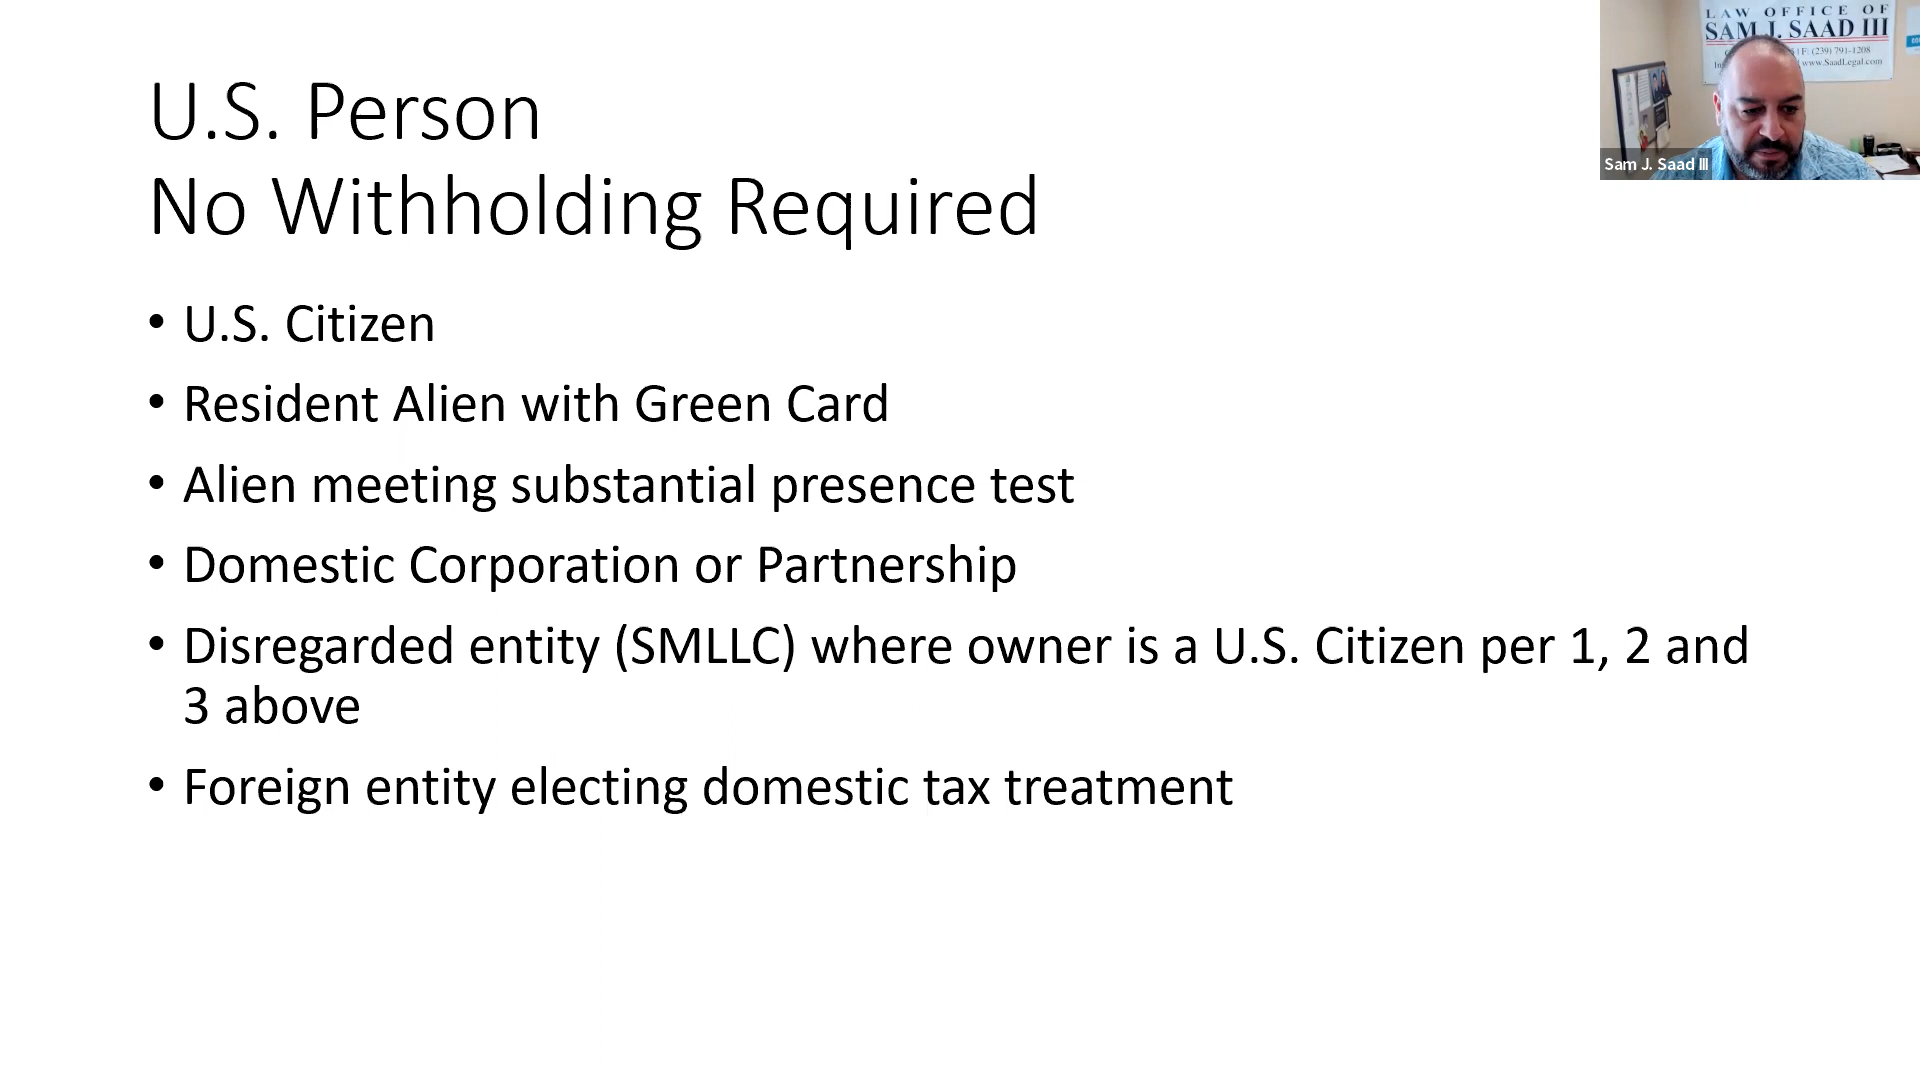 U.S. Person
No Withholding Required
• U.S. Citizen
• Resident Alien with Green Card
• Alien meeting substantial presence test
• Domestic Corporation or Partnership
• Disregarded entity (SMLLC) where owner is a U.S. Citizen per 1, 2 and
3 above
• Foreign entity electing domestic tax treatment
LAW OFFICE OF
SAM J. SAAD III
F: (239) 791-1208
www.SaadLegal.com
Sam J. Saad III